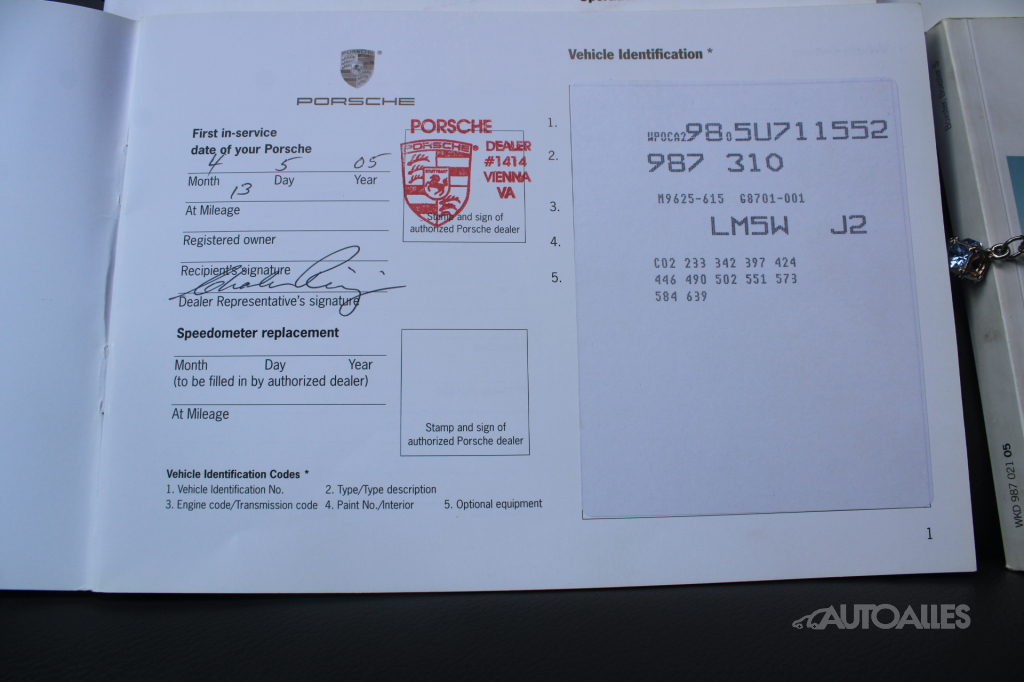 PORSCHE
First in-service
date of your Porsche
4 5 05
Month Day Year
13
At Mileage
Registered owner
Recipient's signature
Dealer Representative's signature
PORSCHE
PORSCHE
DEALER
#1414
VIENNA
VA
Stamp and sign of
authorized Porsche dealer
Speedometer replacement
Month Day Year
(to be filled in by authorized dealer)
At Mileage
Stamp and sign of
authorized Porsche dealer
Vehicle Identification Codes *
1. Vehicle Identification No. 2. Type/Type description
3. Engine code/Transmission code 4. Paint No./Interior 5. Optional equipment
Vehicle Identification *
1. WP0CA2985U711552
2. 987 310
3. M9625-615 G8701-001
4. LM5W J2
5. C02 233 342 397 424
446 490 502 551 573
584 639
1
WKD 987 021 05
AUTOALLES